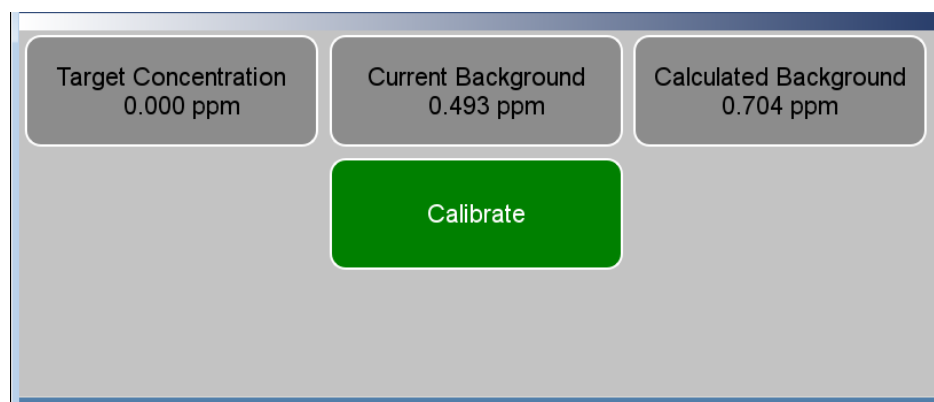 Target Concentration
0.000 ppm
Current Background
0.493 ppm
Calculated Background
0.704 ppm
Calibrate